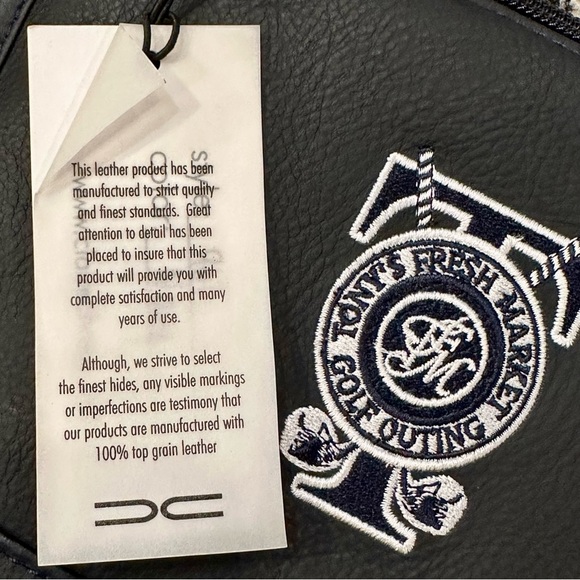 This leather product has been
manufactured to strict quality
and finest standards. Great
attention to detail has been
placed to insure that this
product will provide you with
complete satisfaction and many
years of use.
Although, we strive to select
the finest hides, any visible markings
or imperfections are testimony that
our products are manufactured with
100% top grain leather
TONY'S FRESH MARKET
GOLF OUTING